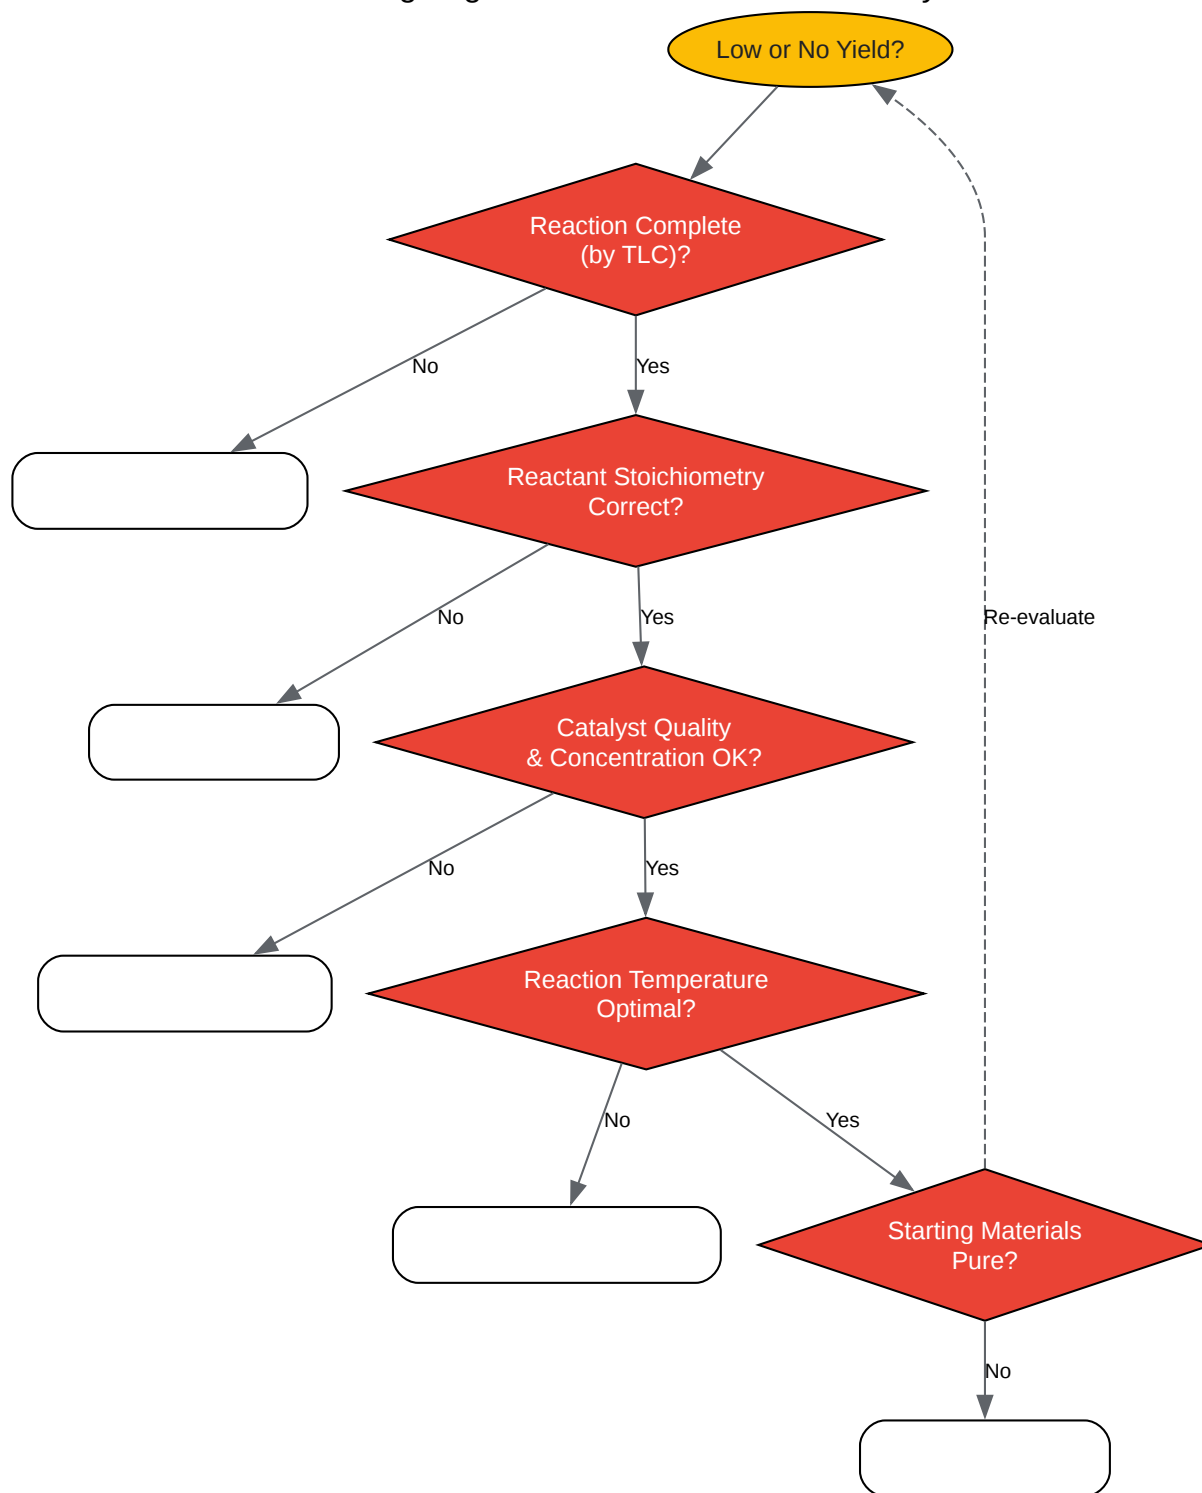 Low or No Yield?
Reaction Complete
(by TLC)?
No
Yes
Reactant Stoichiometry
Correct?
No
Yes
Re-evaluate
Catalyst Quality
& Concentration OK?
No
Yes
Reaction Temperature
Optimal?
No
Yes
Starting Materials
Pure?
No